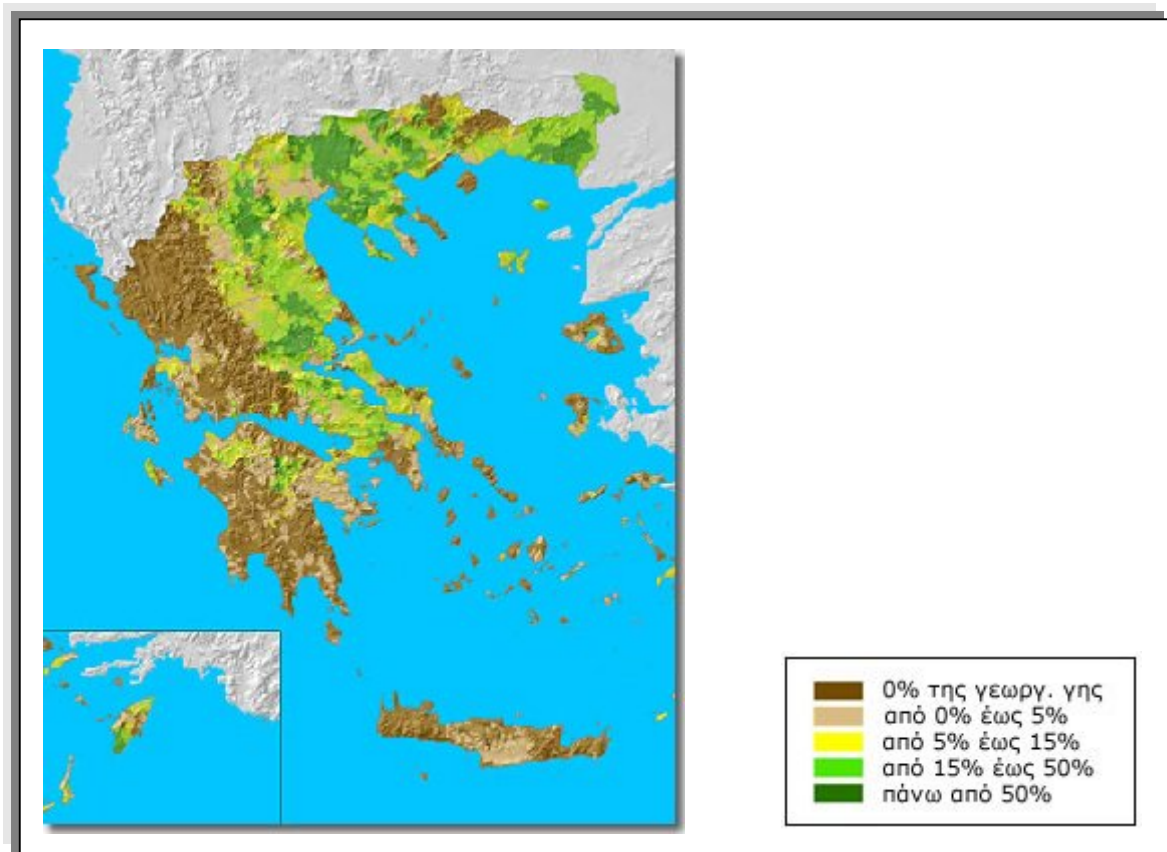 0% της γεωργ. γης
από 0% έως 5%
από 5% έως 15%
από 15% έως 50%
πάνω από 50%